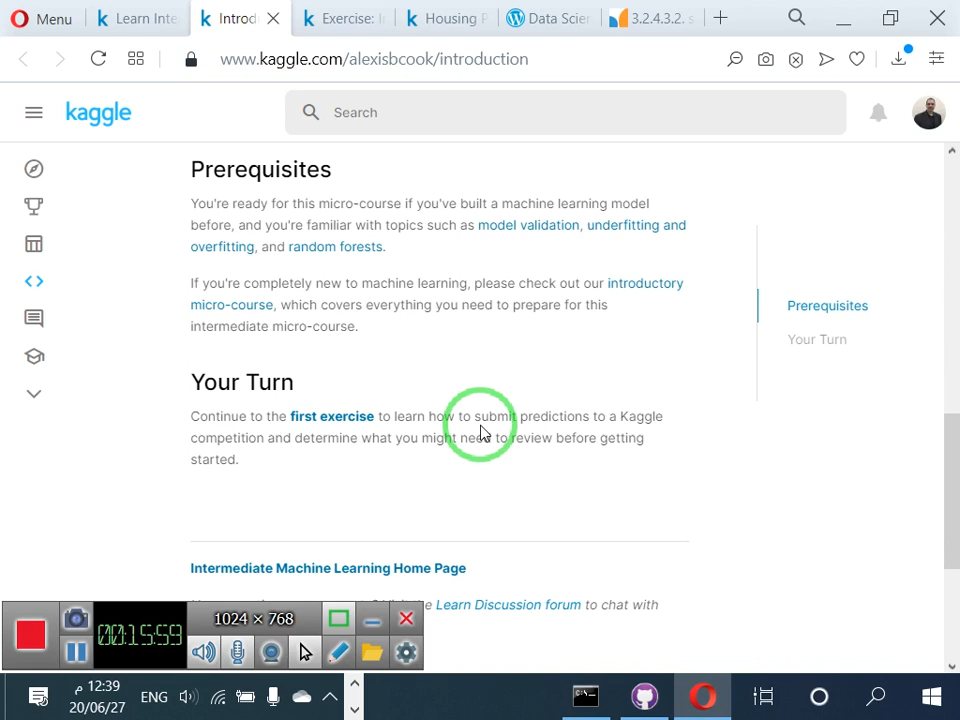 Menu
Learn Inte
Introd
Exercise: I
Housing P
Data Scien
3.2.4.3.2. s
www.kaggle.com/alexisbcook/introduction
kaggle
Search
Prerequisites
You're ready for this micro-course if you've built a machine learning model
before, and you're familiar with topics such as model validation, underfitting and
overfitting, and random forests.
If you're completely new to machine learning, please check out our introductory
micro-course, which covers everything you need to prepare for this
intermediate micro-course.
Prerequisites
Your Turn
Your Turn
Continue to the first exercise to learn how to submit predictions to a Kaggle
competition and determine what you might need to review before getting
started.
Intermediate Machine Learning Home Page
the Learn Discussion forum to chat with
1024 × 768
00:15:59
12:39 م
ENG
20/06/27